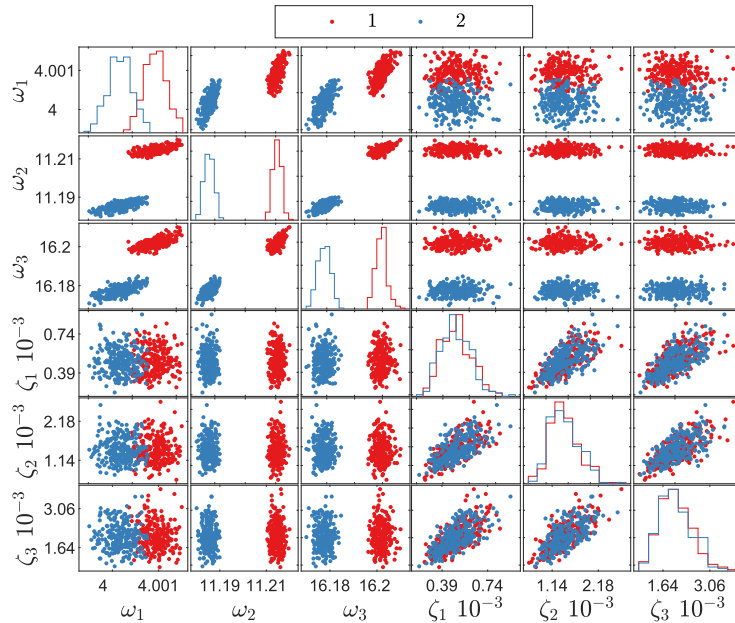 1 2
ω₁ 4.001
4
ω₂ 11.21
11.19
ω₃ 16.2
16.18
ζ₁ 10⁻³ 0.74
0.39
ζ₂ 10⁻³ 2.18
1.14
ζ₃ 10⁻³ 3.06
1.64
4 4.001 11.19 11.21 16.18 16.2 0.39 0.74 1.14 2.18 1.64 3.06
ω₁ ω₂ ω₃ ζ₁ 10⁻³ ζ₂ 10⁻³ ζ₃ 10⁻³